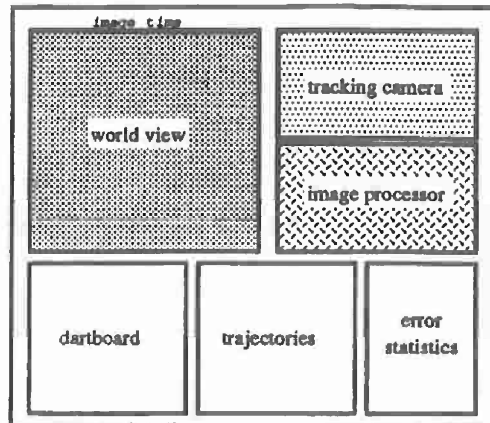 image time
world view
tracking camera
image processor
dartboard
trajectories
error
statistics